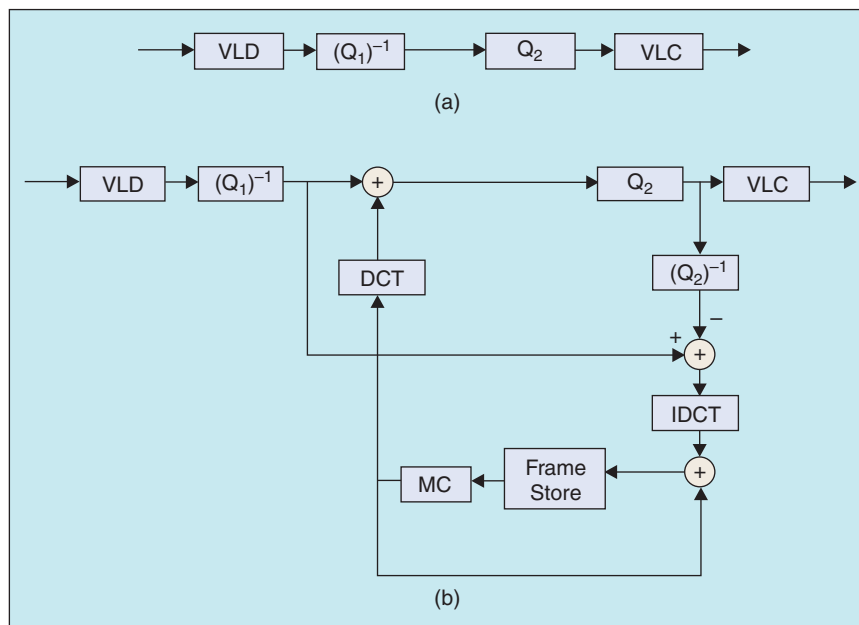 VLD (Q₁)⁻¹ Q₂ VLC
(a)
VLD (Q₁)⁻¹ + Q₂ VLC
DCT (Q₂)⁻¹
−
+ +
IDCT
MC Frame Store +
(b)